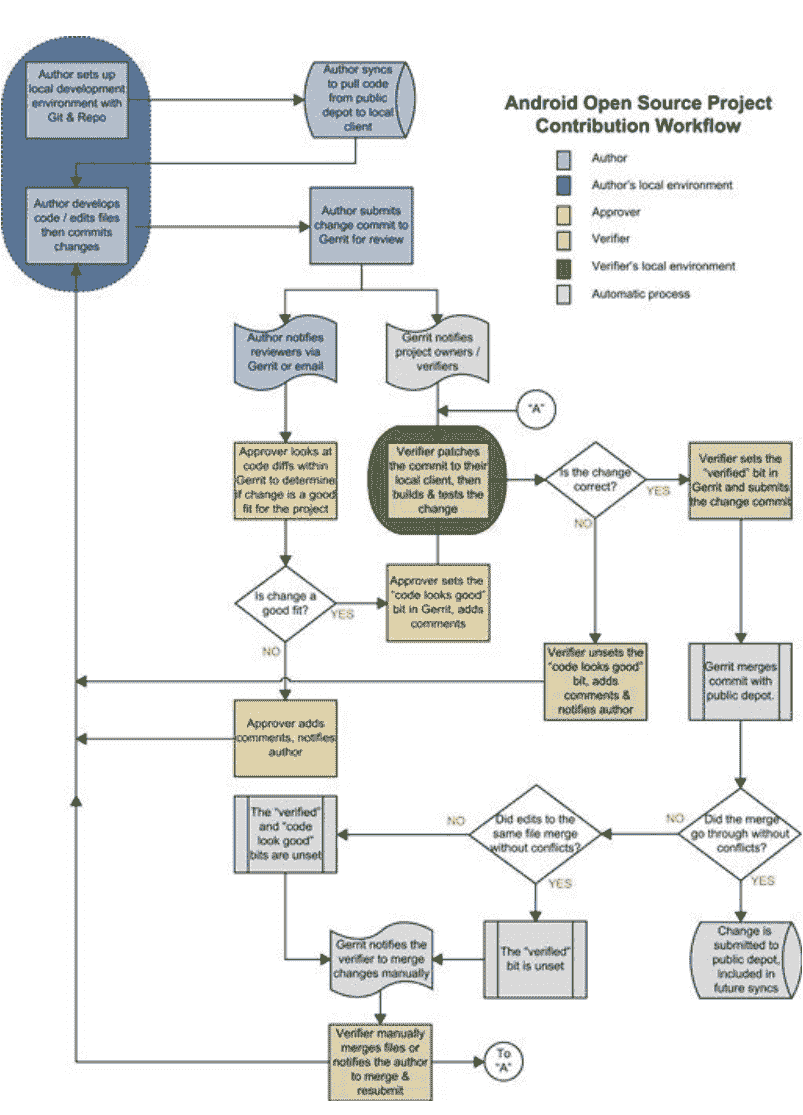 Author sets up
local development
environment with
Git & Repo
Author syncs
to pull code
from public
depot to local
client
Android Open Source Project
Contribution Workflow
Author
Author's local environment
Approver
Verifier
Verifier's local environment
Automatic process
Author develops
code / edits files
then commits
changes
Author submits
change commit to
Gerrit for review
Author notifies
reviewers via
Gerrit or email
Gerrit notifies
project owners /
verifiers
"A"
Approver looks at
code diffs within
Gerrit to determine
if change is a good
fit for the project
Verifier patches
the commit to their
local client, then
builds & tests the
change
Is the change
correct?
YES
NO
Verifier sets the
"verified" bit in
Gerrit and submits
the change commit
Is change a
good fit?
YES
NO
Approver sets the
"code looks good"
bit in Gerrit, adds
comments
Verifier unsets the
"code looks good"
bit, adds
comments &
notifies author
Gerrit merges
commit with
public depot.
Approver adds
comments, notifies
author
The "verified"
and "code
look good"
bits are unset
NO
Did edits to the
same file merge
without conflicts?
YES
NO
Did the merge
go through without
conflicts?
YES
Gerrit notifies the
verifier to merge
changes manually
The "verified"
bit is unset
Change is
submitted to
public depot,
included in
future syncs
Verifier manually
merges files or
notifies the author
to merge &
resubmit
To
"A"